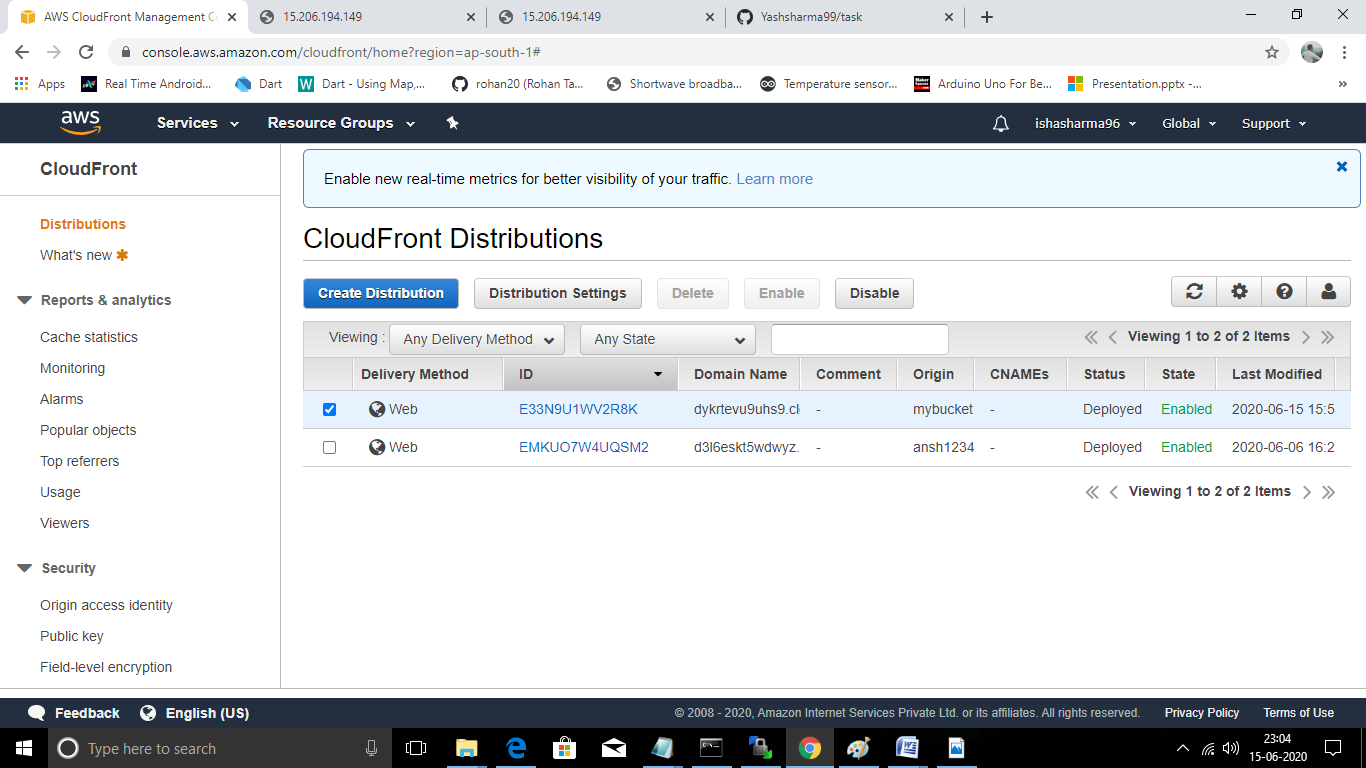 AWS CloudFront Management Co
15.206.194.149
15.206.194.149
Yashsharma99/task
console.aws.amazon.com/cloudfront/home?region=ap-south-1#
Apps Real Time Android... Dart Dart - Using Map,... rohan20 (Rohan Ta... Shortwave broadba... Temperature sensor... Arduino Uno For Be... Presentation.pptx -... »
aws Services Resource Groups ishasharma96 Global Support
CloudFront
Distributions
What's new
Reports & analytics
Cache statistics
Monitoring
Alarms
Popular objects
Top referrers
Usage
Viewers
Security
Origin access identity
Public key
Field-level encryption
Enable new real-time metrics for better visibility of your traffic. Learn more
CloudFront Distributions
Create Distribution Distribution Settings Delete Enable Disable
Viewing : Any Delivery Method Any State Viewing 1 to 2 of 2 Items
Delivery Method ID Domain Name Comment Origin CNAMEs Status State Last Modified
Web E33N9U1WV2R8K dykrtevu9uhs9.cl - mybucket - Deployed Enabled 2020-06-15 15:5
Web EMKUO7W4UQSM2 d3l6eskt5wdwyz. - ansh1234 - Deployed Enabled 2020-06-06 16:2
Viewing 1 to 2 of 2 Items
Feedback English (US) © 2008 - 2020, Amazon Internet Services Private Ltd. or its affiliates. All rights reserved. Privacy Policy Terms of Use
Type here to search
23:04
15-06-2020